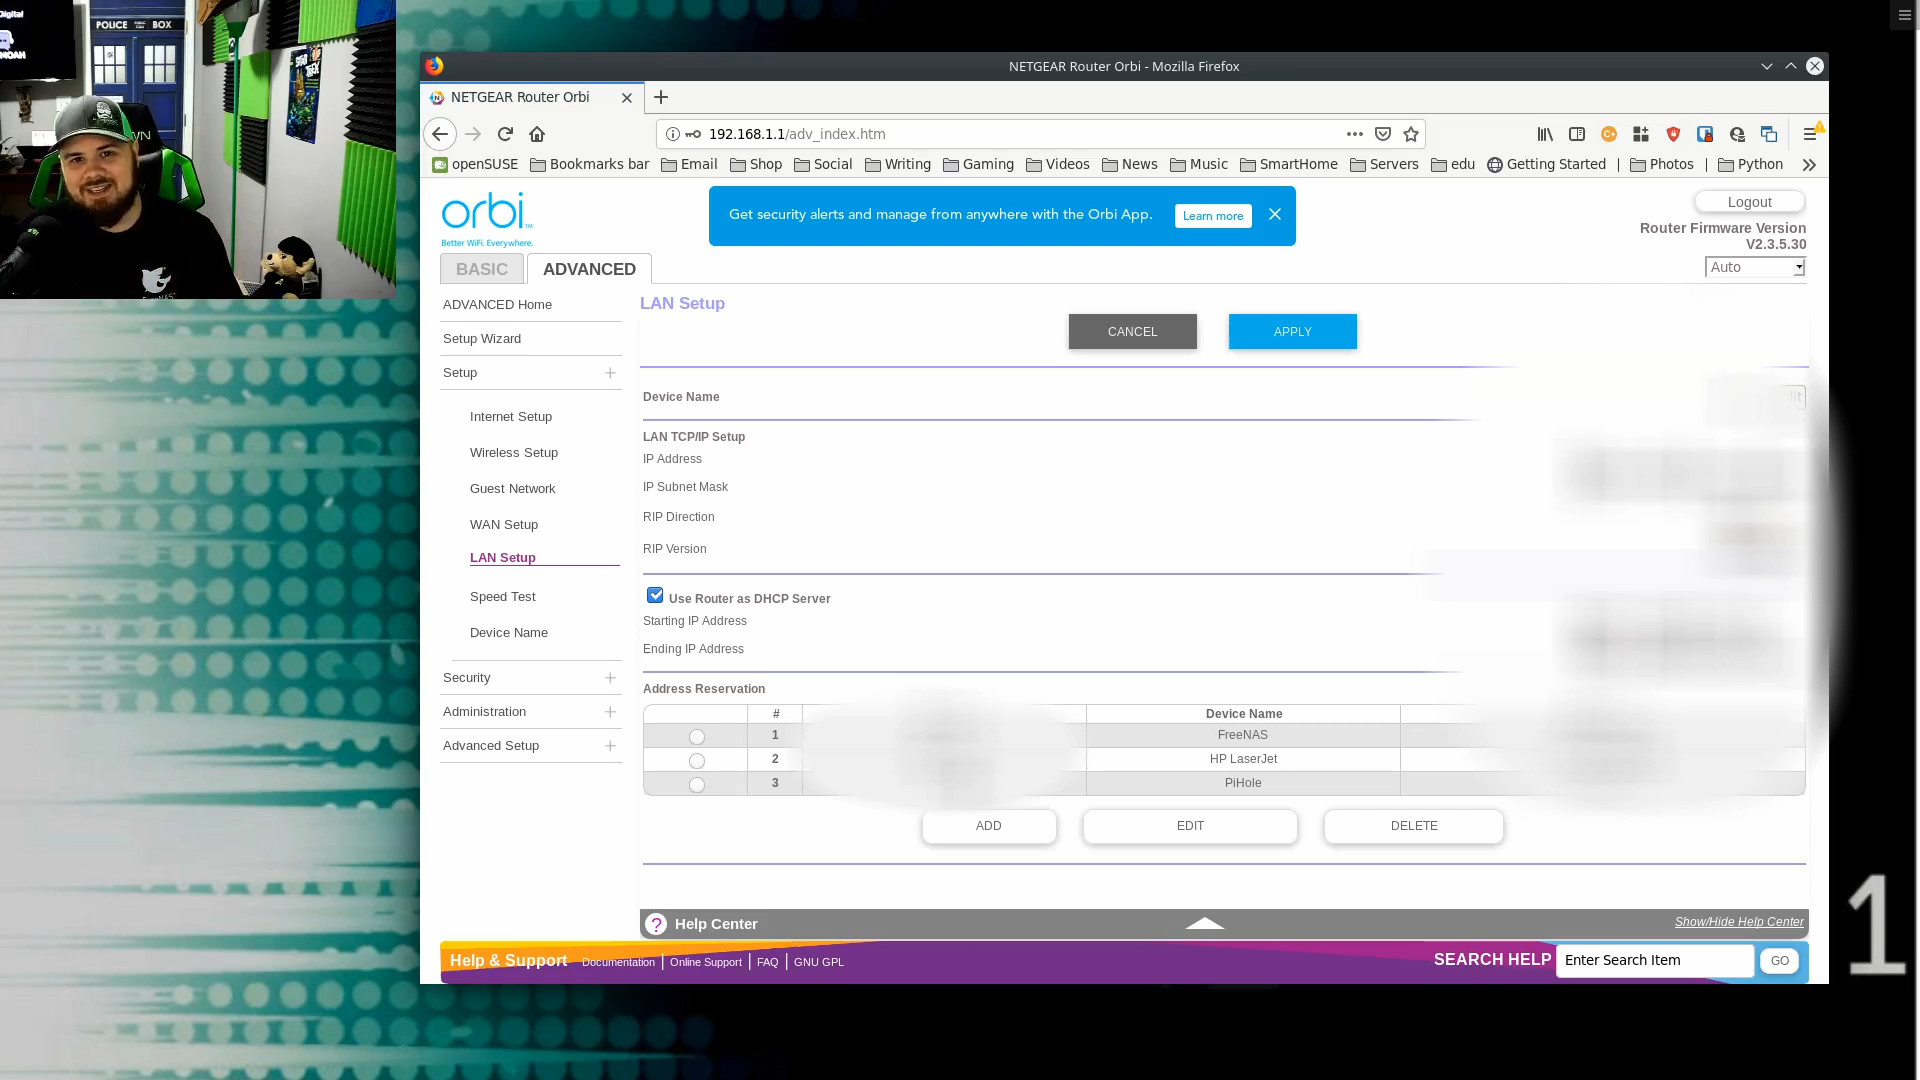 Digital
POLICE BOX
NETGEAR Router Orbi - Mozilla Firefox
NETGEAR Router Orbi
192.168.1.1/adv_index.htm
openSUSE Bookmarks bar Email Shop Social Writing Gaming Videos News Music SmartHome Servers edu Getting Started | Photos | Python
orbi
Better WiFi. Everywhere.
Get security alerts and manage from anywhere with the Orbi App. Learn more
Logout
Router Firmware Version
V2.3.5.30
Auto
BASIC ADVANCED
ADVANCED Home
Setup Wizard
Setup
Internet Setup
Wireless Setup
Guest Network
WAN Setup
LAN Setup
Speed Test
Device Name
Security
Administration
Advanced Setup
LAN Setup
CANCEL APPLY
Device Name
LAN TCP/IP Setup
IP Address
IP Subnet Mask
RIP Direction
RIP Version
Use Router as DHCP Server
Starting IP Address
Ending IP Address
Address Reservation
# Device Name
1 FreeNAS
2 HP LaserJet
3 PiHole
ADD EDIT DELETE
? Help Center Show/Hide Help Center
Help & Support Documentation | Online Support | FAQ | GNU GPL SEARCH HELP Enter Search Item GO
1